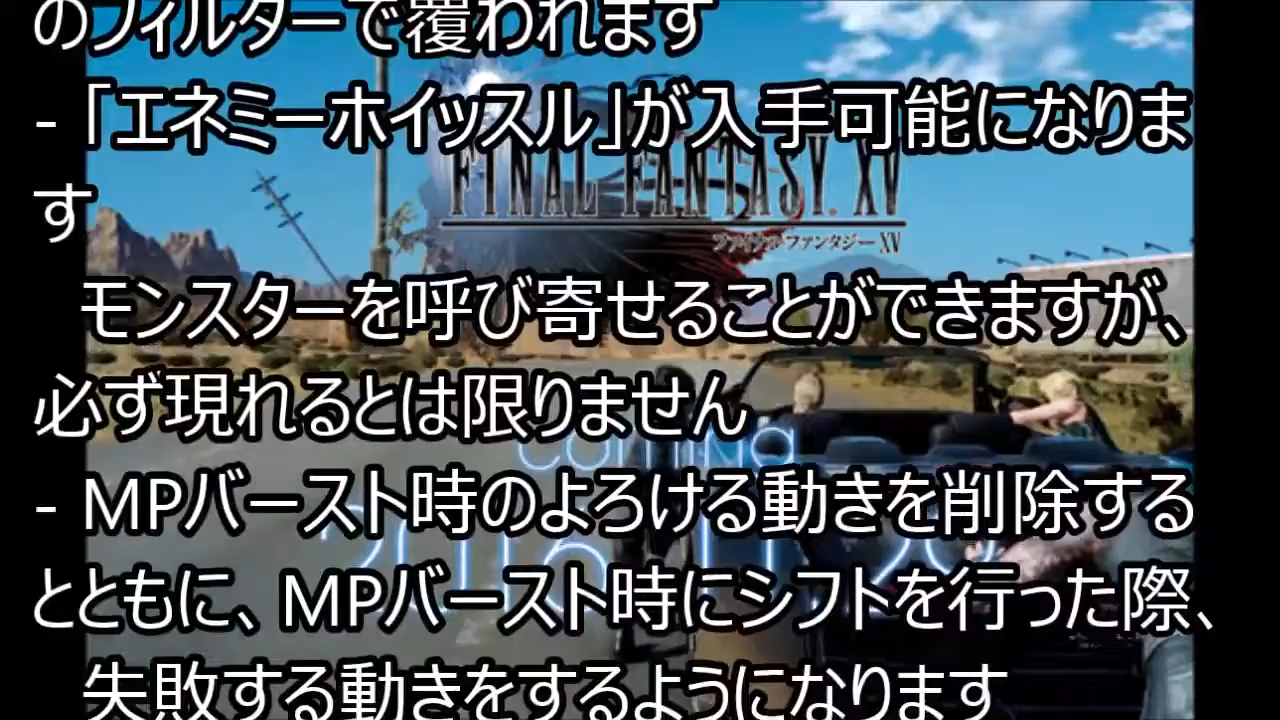 のフィルターで覆われます
- 「エネミーホイッスル」が入手可能になりま
す
FINAL FANTASY XV
ファイナルファンタジーXV
モンスターを呼び寄せることができますが、
必ず現れるとは限りません
coming
- MPバースト時のよろける動きを削除する
2016 11 29
とともに、MPバースト時にシフトを行った際、
失敗する動きをするようになります